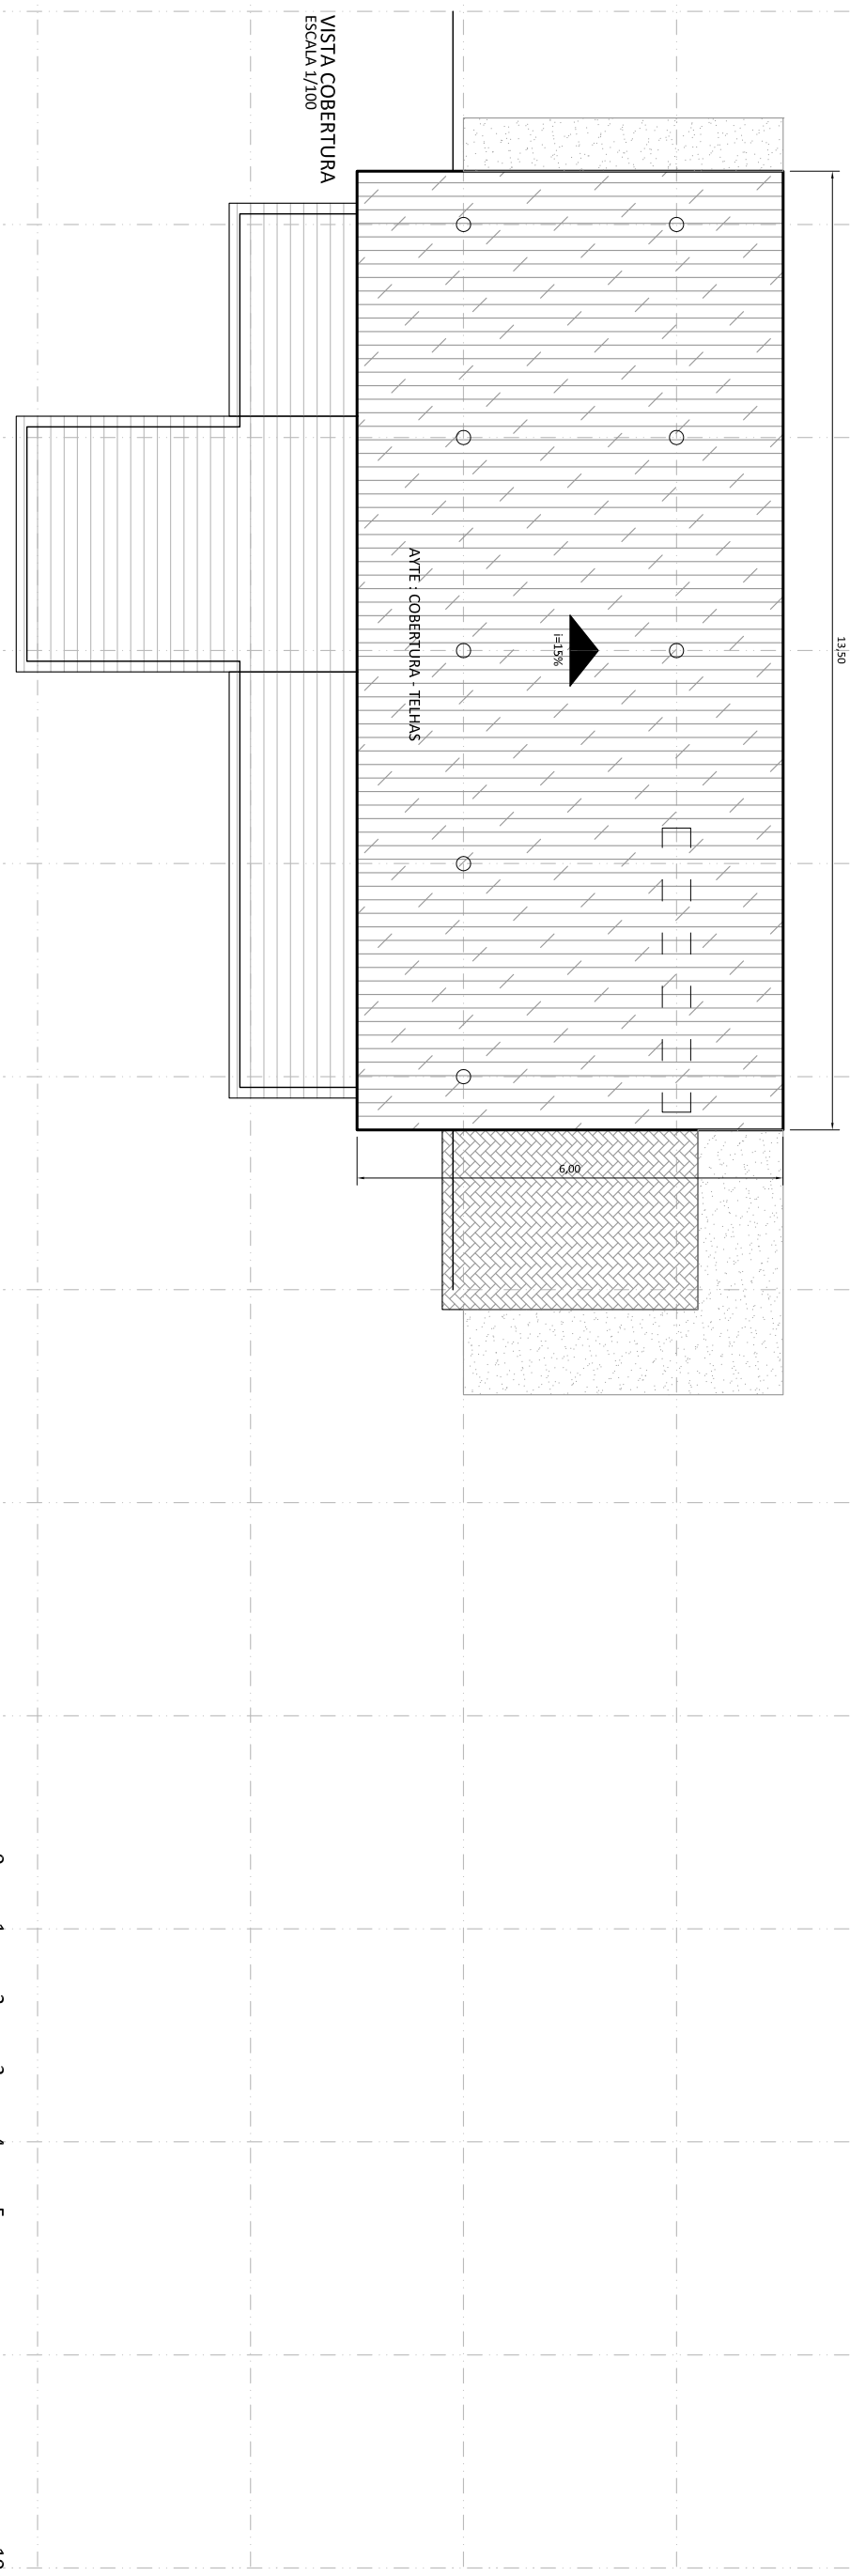 VISTA COBERTURA
ESCALA 1/100
13,50
i=15%
AYTE : COBERTURA - TELHAS
6,00